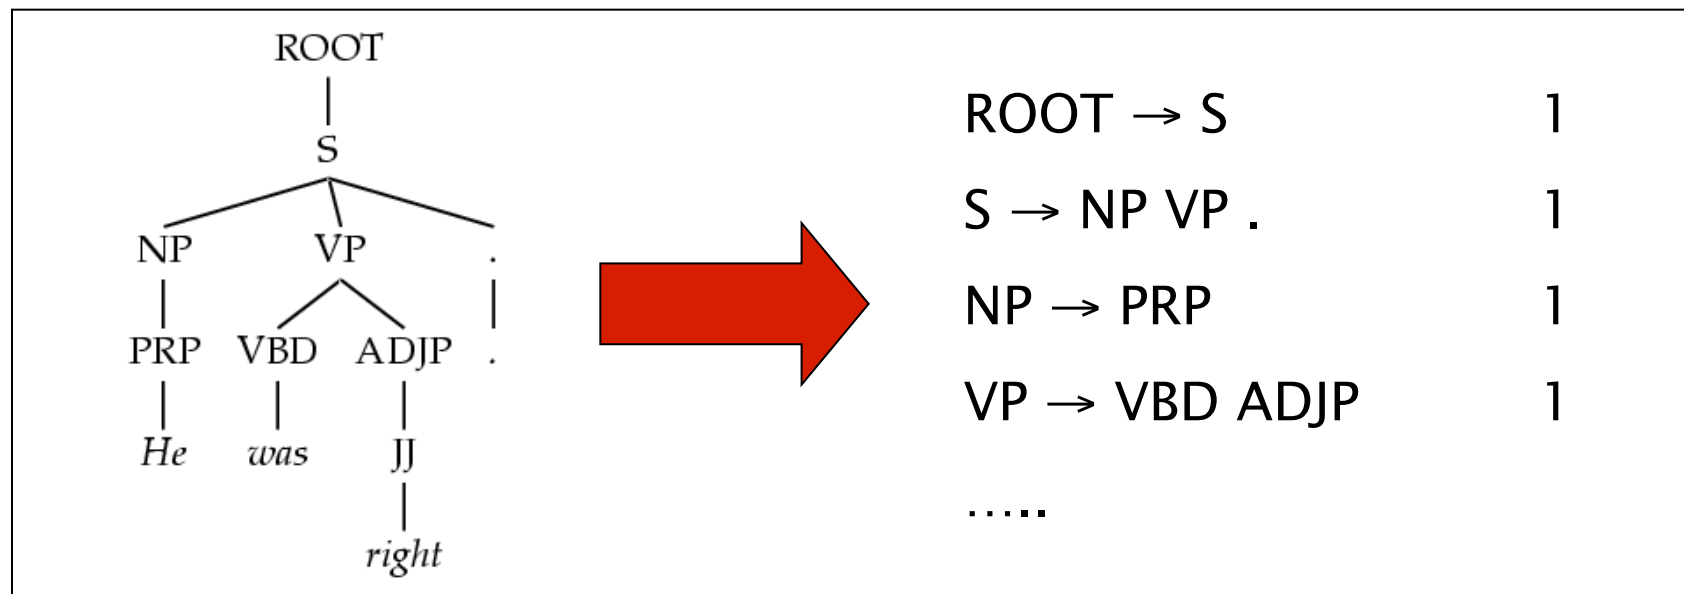 ROOT
S
NP VP .
PRP VBD ADJP .
He was JJ
right
ROOT → S 1
S → NP VP . 1
NP → PRP 1
VP → VBD ADJP 1
…..